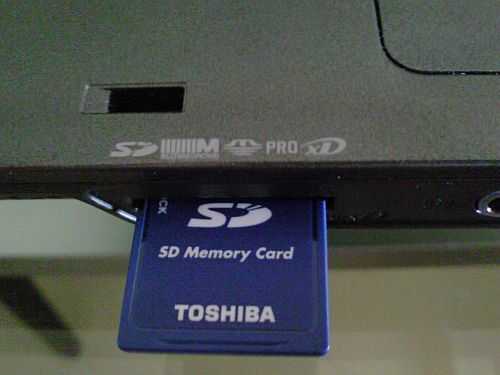 SD M PRO xD
CK
SD
SD Memory Card
TOSHIBA